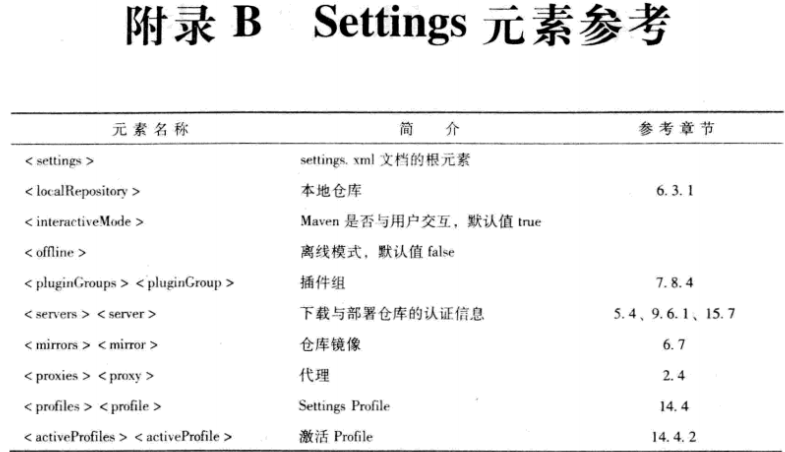 附录 B Settings 元素参考
元素名称 简 介 参考章节
<settings> settings.xml 文档的根元素
<localRepository> 本地仓库 6.3.1
<interactiveMode> Maven 是否与用户交互，默认值 true
<offline> 离线模式，默认值 false
<pluginGroups> <pluginGroup> 插件组 7.8.4
<servers> <server> 下载与部署仓库的认证信息 5.4、9.6.1、15.7
<mirrors> <mirror> 仓库镜像 6.7
<proxies> <proxy> 代理 2.4
<profiles> <profile> Settings Profile 14.4
<activeProfiles> <activeProfile> 激活 Profile 14.4.2